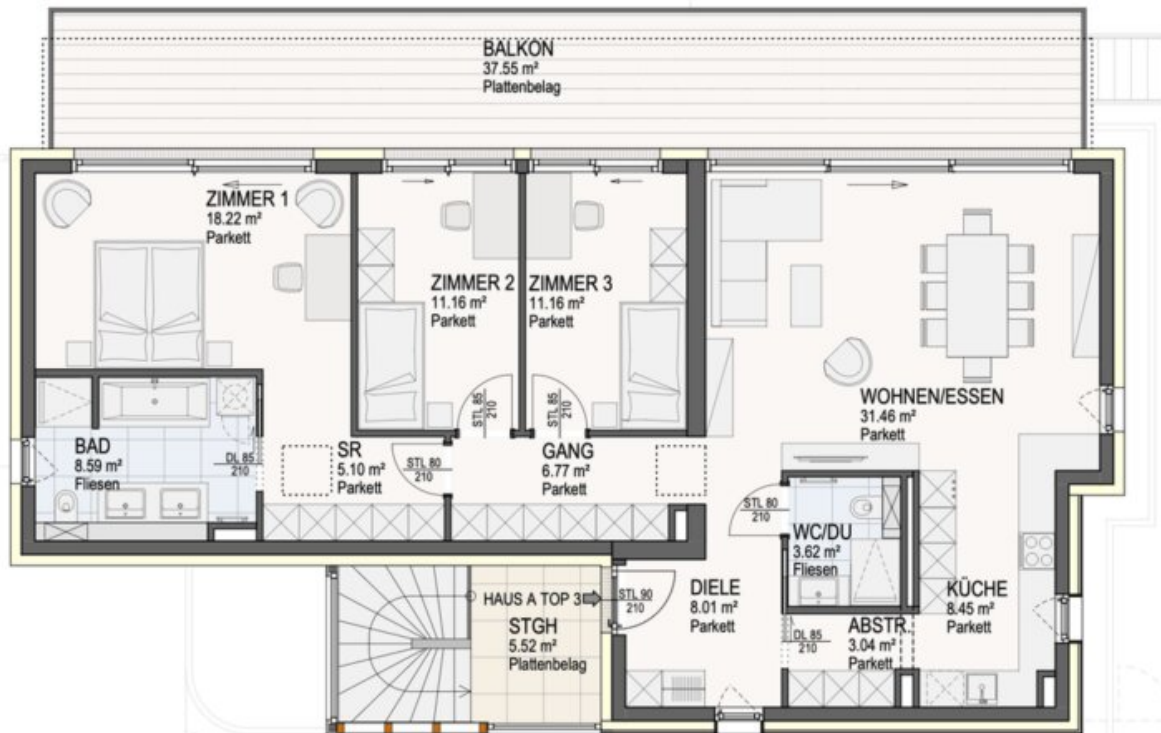 BALKON
37.55 m²
Plattenbelag
ZIMMER 1
18.22 m²
Parkett
ZIMMER 2
11.16 m²
Parkett
ZIMMER 3
11.16 m²
Parkett
WOHNEN/ESSEN
31.46 m²
Parkett
STL 85
210
STL 85
210
BAD
8.59 m²
Fliesen
DL 85
210
SR
5.10 m²
Parkett
STL 80
210
GANG
6.77 m²
Parkett
STL 80
210
WC/DU
3.62 m²
Fliesen
HAUS A TOP 3
STGH
5.52 m²
Plattenbelag
STL 90
210
DIELE
8.01 m²
Parkett
DL 85
210
ABSTR.
3.04 m²
Parkett
KÜCHE
8.45 m²
Parkett